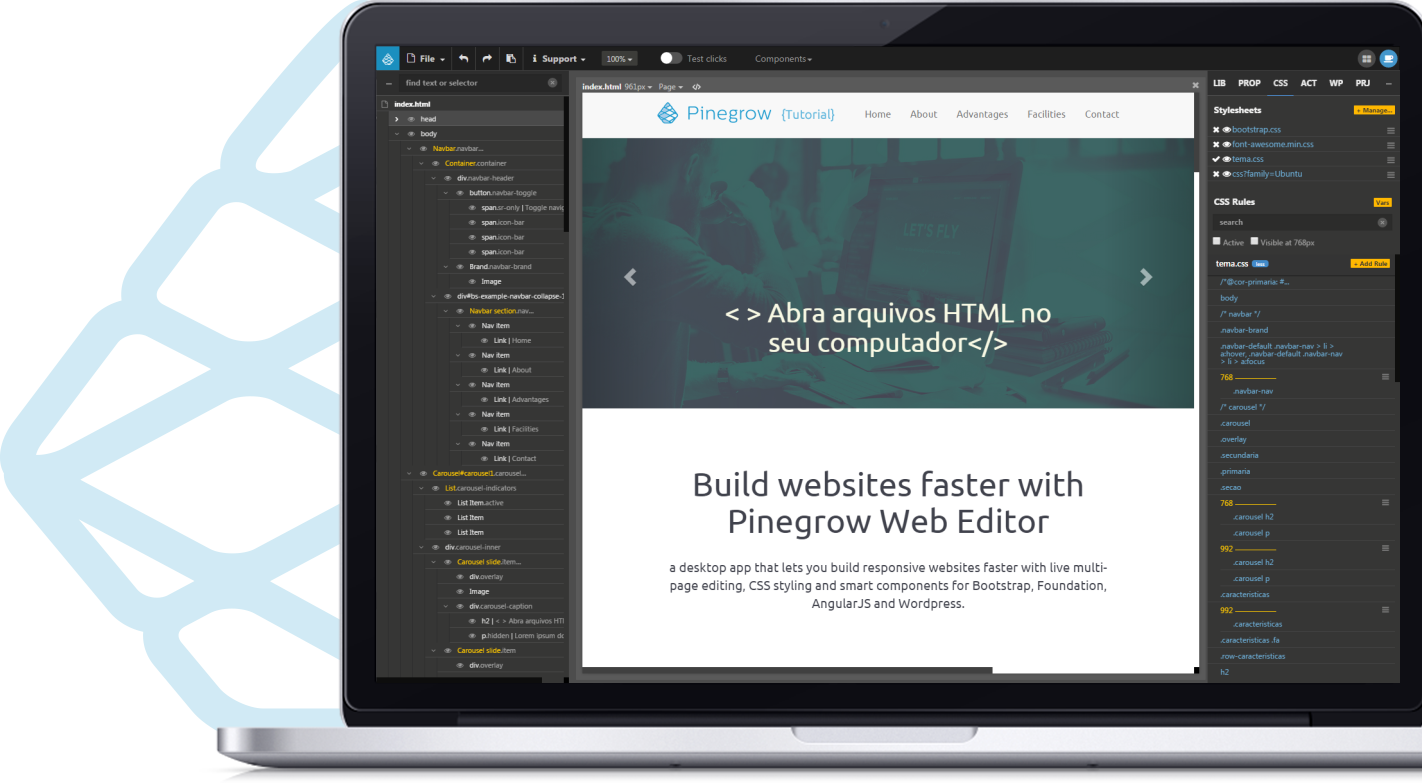 File
Support
100%
Test clicks
Components
find text or selector
index.html
head
body
Navbar.navbar...
Container.container
div.navbar-header
button.navbar-toggle
span.sr-only | Toggle navig
span.icon-bar
span.icon-bar
span.icon-bar
Brand.navbar-brand
Image
div#bs-example-navbar-collapse-1
Navbar section.nav...
Nav item
Link | Home
Nav item
Link | About
Nav item
Link | Advantages
Nav item
Link | Facilities
Nav item
Link | Contact
Carousel#carousel1.carousel...
List.carousel-indicators
List Item.active
List Item
List Item
div.carousel-inner
Carousel slide.item...
div.overlay
Image
div.carousel-caption
h2 | < > Abra arquivos HTI
p.hidden | Lorem ipsum do
Carousel slide.item
div.overlay
index.html 961px Page </>
Pinegrow {Tutorial}
Home About Advantages Facilities Contact
LET'S FLY
< > Abra arquivos HTML no
seu computador</>
Build websites faster with
Pinegrow Web Editor
a desktop app that lets you build responsive websites faster with live multi-
page editing, CSS styling and smart components for Bootstrap, Foundation,
AngularJS and Wordpress.
LIB PROP CSS ACT WP PRJ
Stylesheets
+ Manage...
bootstrap.css
font-awesome.min.css
tema.css
css?family=Ubuntu
CSS Rules
Vars
search
Active Visible at 768px
tema.css less
+ Add Rule
/*@cor-primaria: #...
body
/* navbar */
.navbar-brand
.navbar-default .navbar-nav > li >
a:hover, .navbar-default .navbar-nav
> li > a:focus
768
.navbar-nav
/* carousel */
.carousel
.overlay
.secundaria
.primaria
.secao
768
.carousel h2
.carousel p
992
.carousel h2
.carousel p
.caracteristicas
992
.caracteristicas
.caracteristicas .fa
.row-caracteristicas
h2